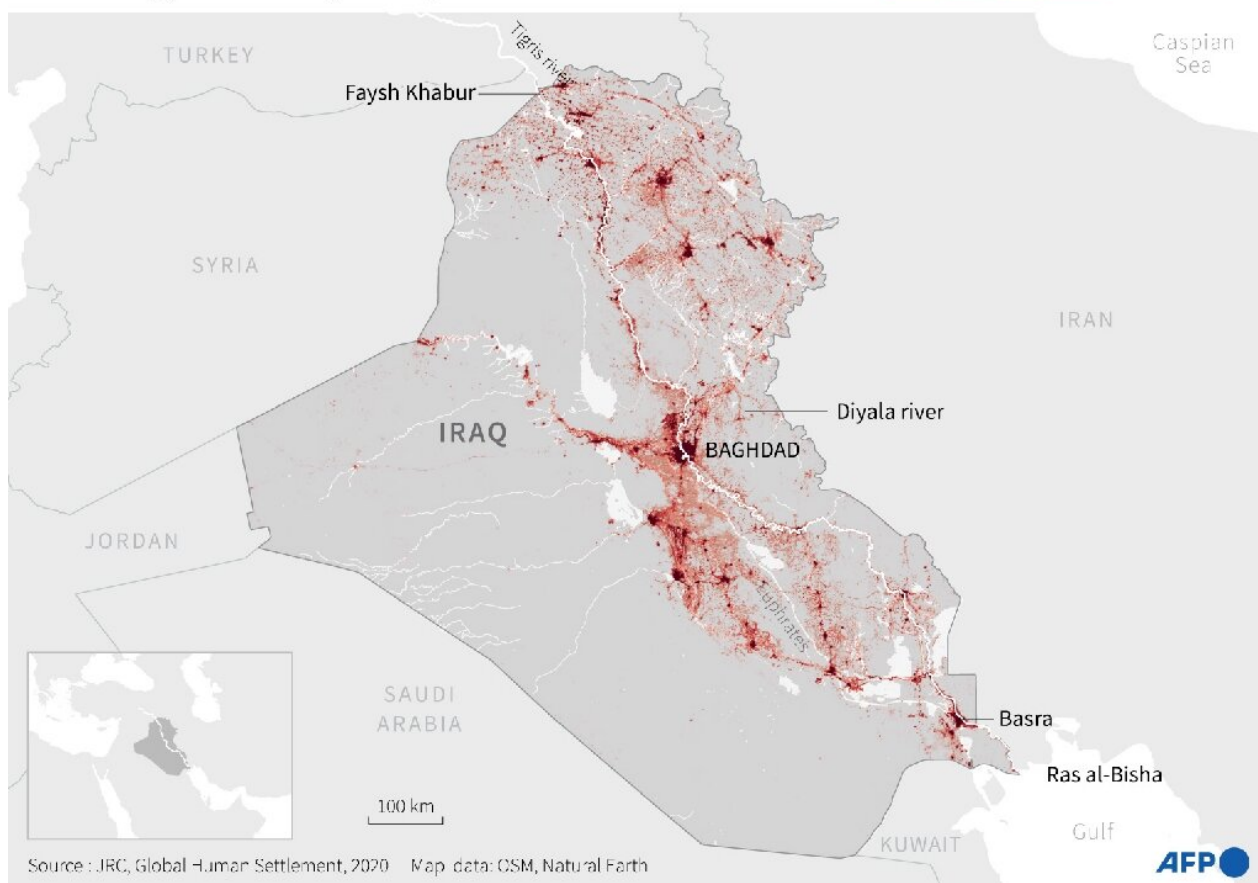 TURKEY
Tigris river
Caspian
Sea
Faysh Khabur
SYRIA
IRAN
Diyala river
IRAQ
BAGHDAD
JORDAN
Euphrates
SAUDI
ARABIA
Basra
Ras al-Bisha
100 km
KUWAIT
Gulf
Source : JRC, Global Human Settlement, 2020 Map data: OSM, Natural Earth
AFP